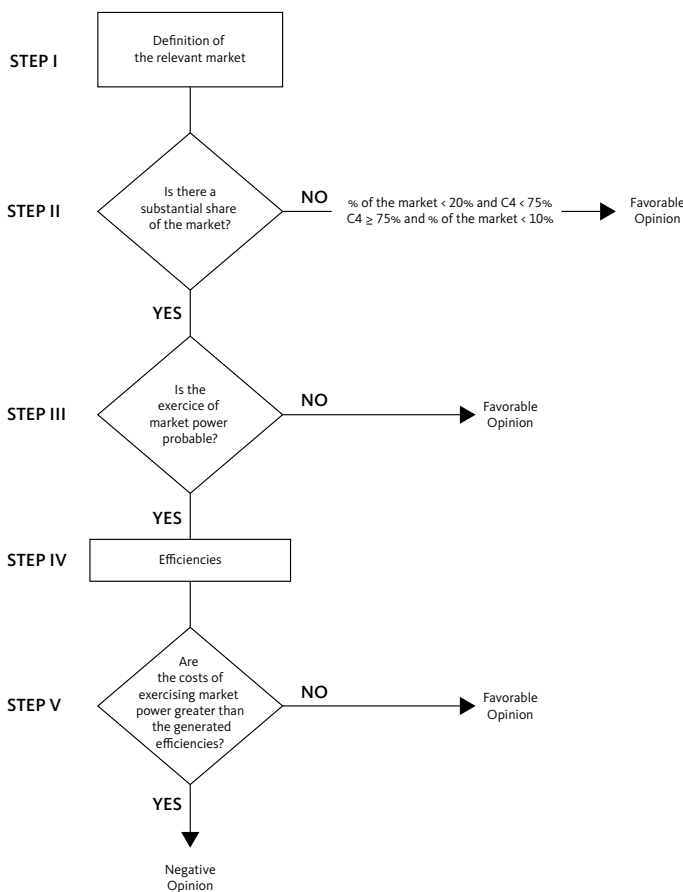 Definition of
the relevant market
STEP I
Is there a
substantial share
of the market?
STEP II
NO
% of the market < 20% and C4 < 75%
C4 ≥ 75% and % of the market < 10%
Favorable
Opinion
YES
Is the
exercice of
market power
probable?
STEP III
NO
Favorable
Opinion
YES
STEP IV
Efficiencies
Are
the costs of
exercising market
power greater than
the generated
efficiencies?
STEP V
NO
Favorable
Opinion
YES
Negative
Opinion